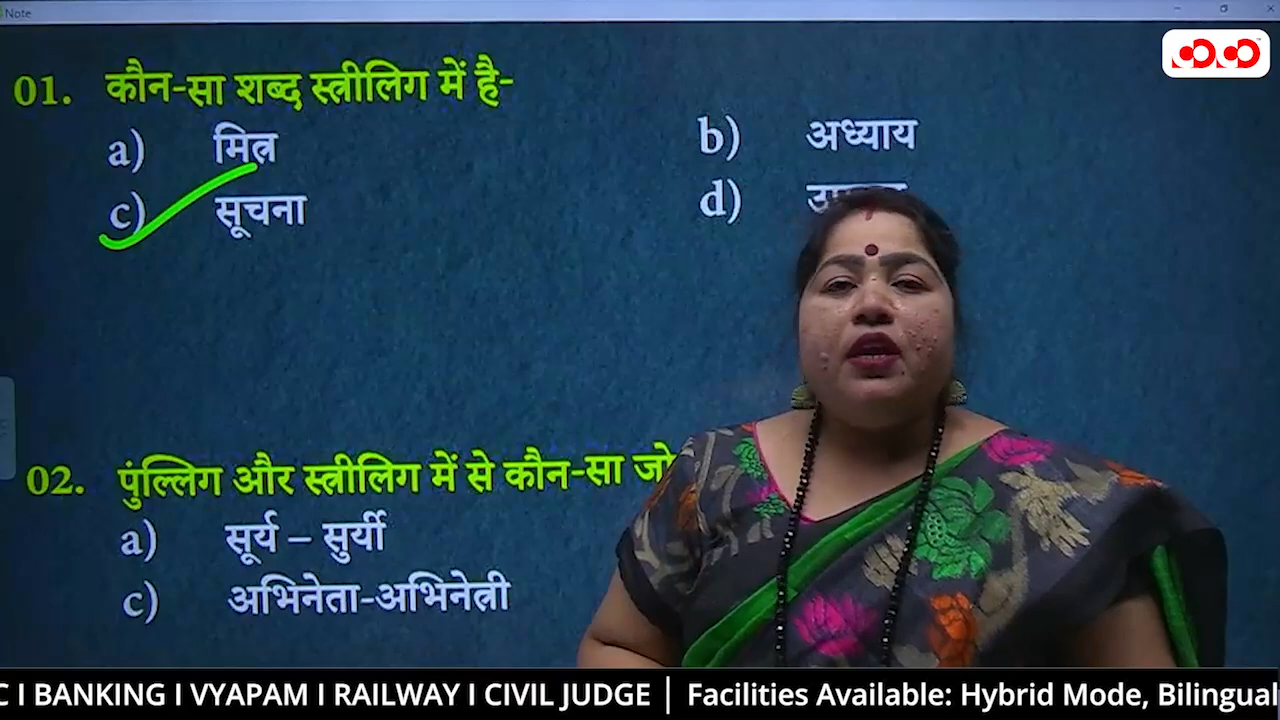 Note
01. कौन-सा शब्द स्त्रीलिग में है-
a) मित्र
b) अध्याय
c) सूचना
d)
02. पुंल्लिग और स्त्रीलिग में से कौन-सा
a) सूर्य – सुर्यी
c) अभिनेता-अभिनेत्री
I BANKING I VYAPAM I RAILWAY I CIVIL JUDGE | Facilities Available: Hybrid Mode, Bilingual